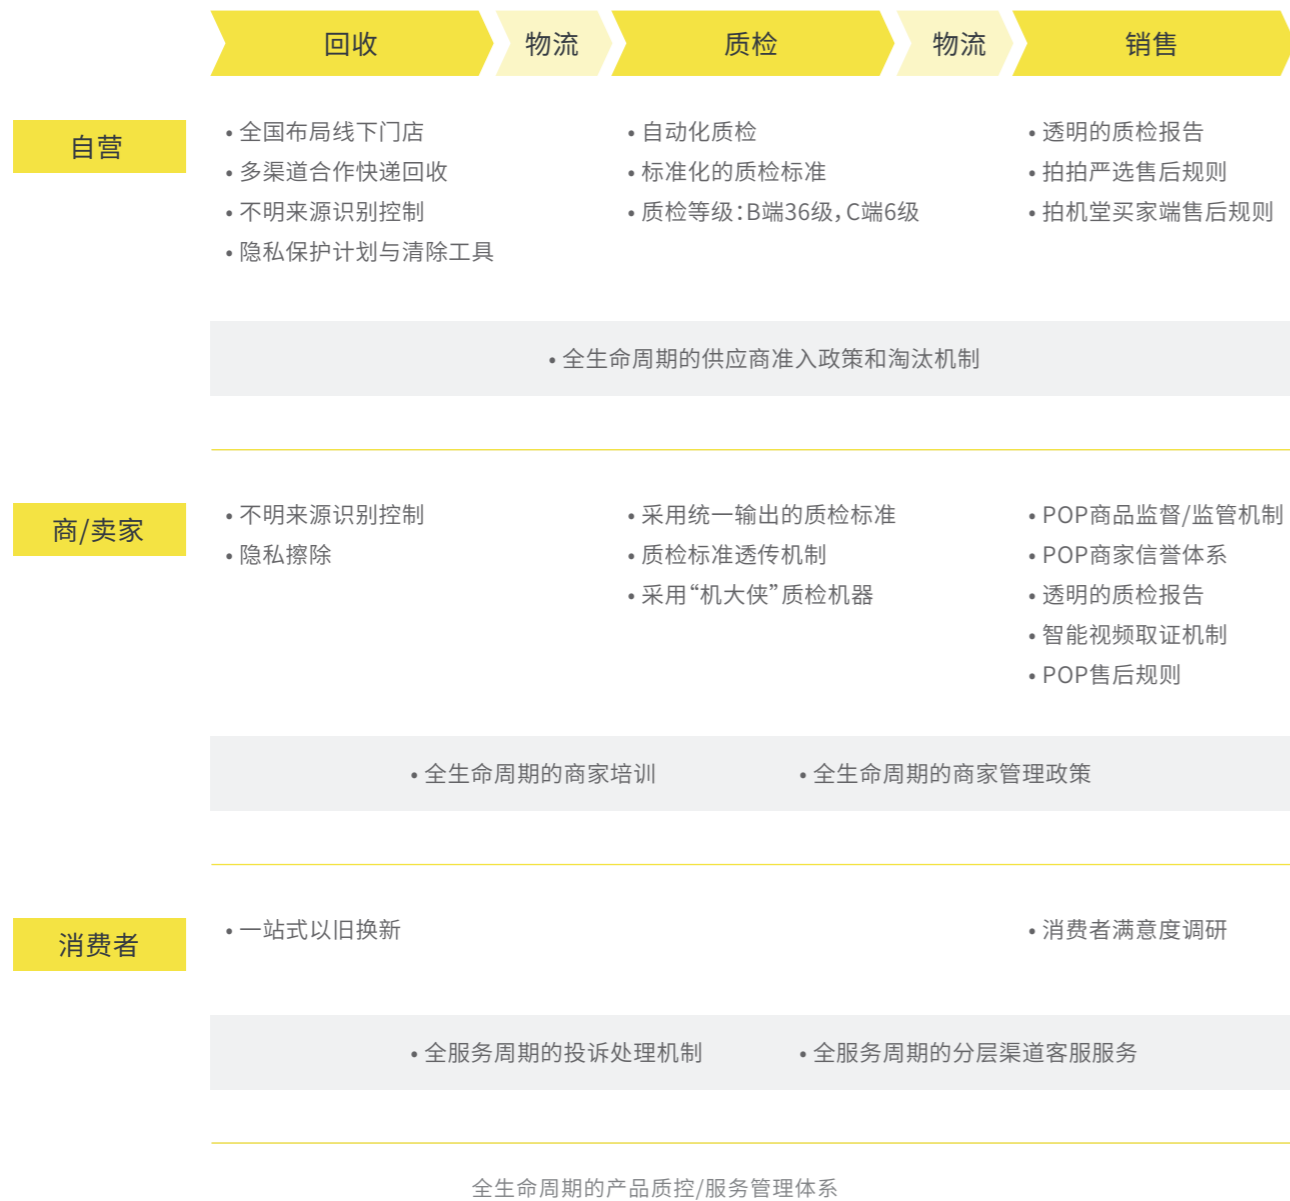 回收 物流 质检 物流 销售
自营
• 全国布局线下门店
• 多渠道合作快递回收
• 不明来源识别控制
• 隐私保护计划与清除工具
• 自动化质检
• 标准化的质检标准
• 质检等级：B端36级，C端6级
• 透明的质检报告
• 拍拍严选售后规则
• 拍机堂买家端售后规则
• 全生命周期的供应商准入政策和淘汰机制
商/卖家
• 不明来源识别控制
• 隐私擦除
• 采用统一输出的质检标准
• 质检标准透传机制
• 采用“机大侠”质检机器
• POP商品监督/监管机制
• POP商家信誉体系
• 透明的质检报告
• 智能视频取证机制
• POP售后规则
• 全生命周期的商家培训 • 全生命周期的商家管理政策
消费者
• 一站式以旧换新
• 消费者满意度调研
• 全服务周期的投诉处理机制 • 全服务周期的分层渠道客服服务
全生命周期的产品质控/服务管理体系